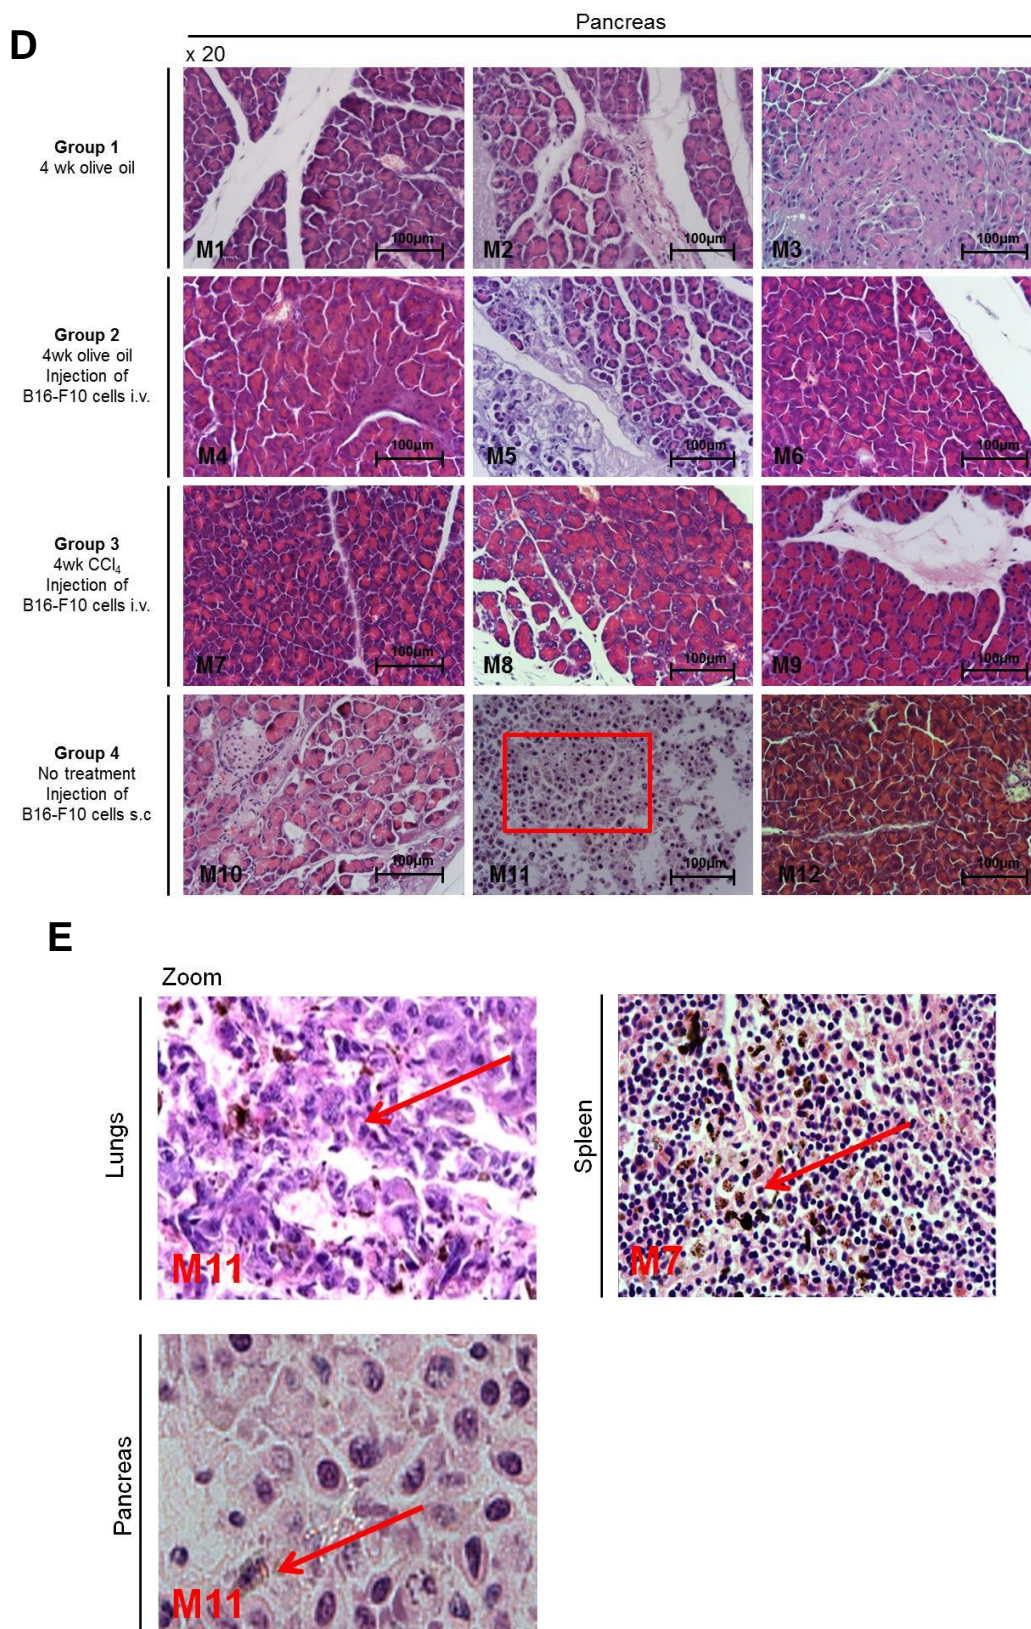 D
Pancreas
x 20
Group 1
4 wk olive oil
M1
100µm
M2
100µm
M3
100µm
Group 2
4wk olive oil
Injection of
B16-F10 cells i.v.
M4
100µm
M5
100µm
M6
100µm
Group 3
4wk CCl₄
Injection of
B16-F10 cells i.v.
M7
100µm
M8
100µm
M9
100µm
Group 4
No treatment
Injection of
B16-F10 cells s.c
M10
100µm
M11
100µm
M12
100µm
E
Zoom
Lungs
M11
Spleen
M7
Pancreas
M11